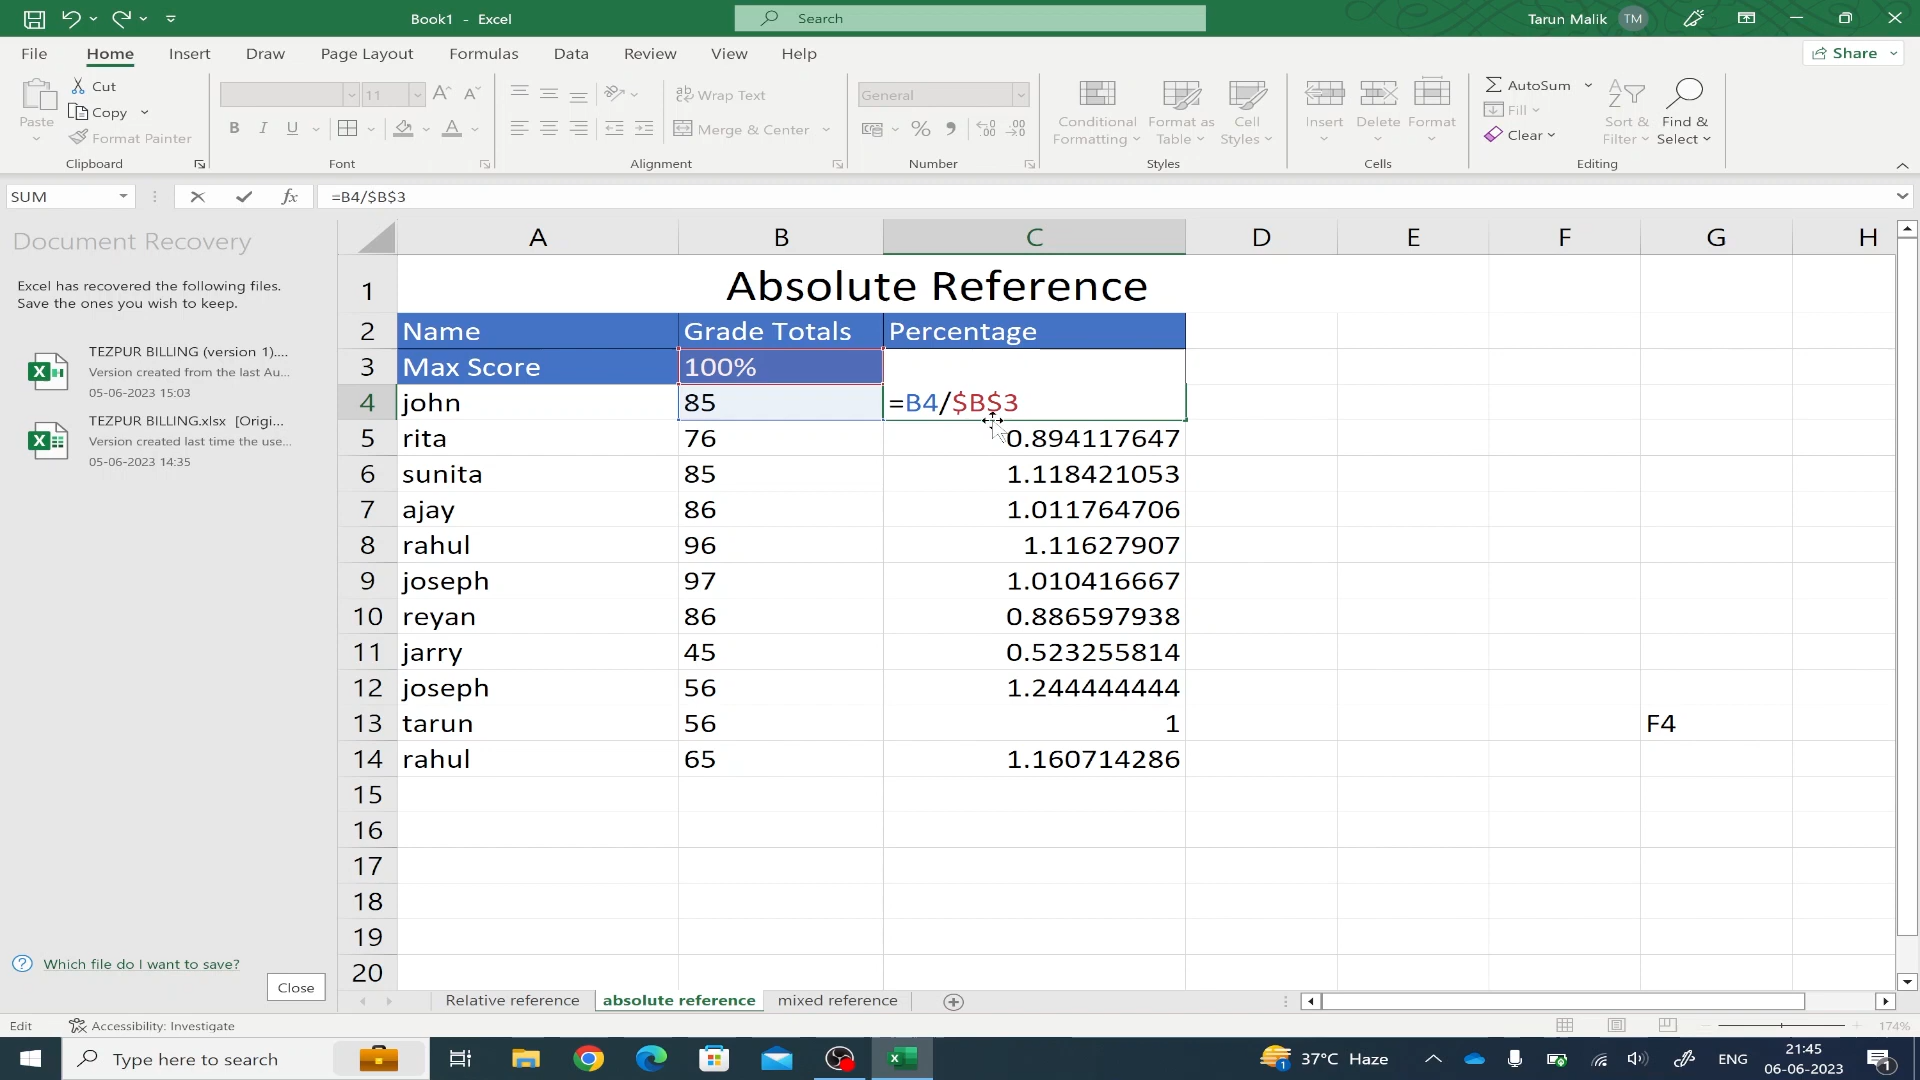 Book1 - Excel
Search
Tarun Malik TM
File Home Insert Draw Page Layout Formulas Data Review View Help
Share
Paste
Cut
Copy
Format Painter
Clipboard
11
B I U
Font
Wrap Text
Merge & Center
Alignment
General
Number
Conditional Formatting
Format as Table
Cell Styles
Styles
Insert Delete Format
Cells
AutoSum
Fill
Clear
Sort & Filter
Find & Select
Editing
SUM
fx
=B4/$B$3
Document Recovery
Excel has recovered the following files.
Save the ones you wish to keep.
TEZPUR BILLING (version 1)....
Version created from the last Au...
05-06-2023 15:03
TEZPUR BILLING.xlsx [Origi...
Version created last time the use...
05-06-2023 14:35
Which file do I want to save?
Close
A B C D E F G H
1 Absolute Reference
2 Name Grade Totals Percentage
3 Max Score 100%
4 john 85 =B4/$B$3
5 rita 76 0.894117647
6 sunita 85 1.118421053
7 ajay 86 1.011764706
8 rahul 96 1.11627907
9 joseph 97 1.010416667
10 reyan 86 0.886597938
11 jarry 45 0.523255814
12 joseph 56 1.244444444
13 tarun 56 1 F4
14 rahul 65 1.160714286
15
16
17
18
19
20
Relative reference absolute reference mixed reference
Edit Accessibility: Investigate
174%
Type here to search
37°C Haze
ENG
21:45
06-06-2023
1